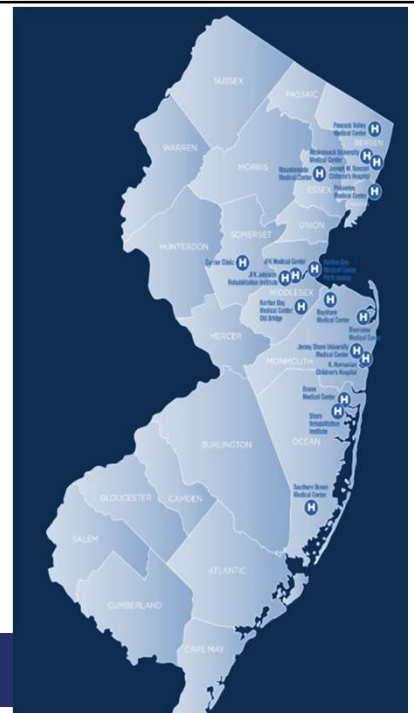 SUSSEX
PASSAIC
Pascack Valley
Medical Center
H
BERGEN
WARREN
Hackensack University
Medical Center
H
H
MORRIS
Mountainside
Medical Center
H
Joseph M. Sanzari
Children's Hospital
ESSEX
Palisades
Medical Center
H
UNION
HUNTERDON
SOMERSET
Carrier Clinic
H
JFK Medical Center
H
H
H
Raritan Bay
Medical Center
Perth Amboy
JFK Johnson
Rehabilitation Institute
MIDDLESEX
Raritan Bay
Medical Center
Old Bridge
H
H
Bayshore
Medical Center
H
Riverview
Medical Center
MERCER
Jersey Shore University
Medical Center
H
H
MONMOUTH
K. Hovnanian
Children's Hospital
Ocean
Medical Center
H
Shore
Rehabilitation
Institute
H
OCEAN
BURLINGTON
Southern Ocean
Medical Center
H
GLOUCESTER
CAMDEN
SALEM
ATLANTIC
CUMBERLAND
CAPE MAY